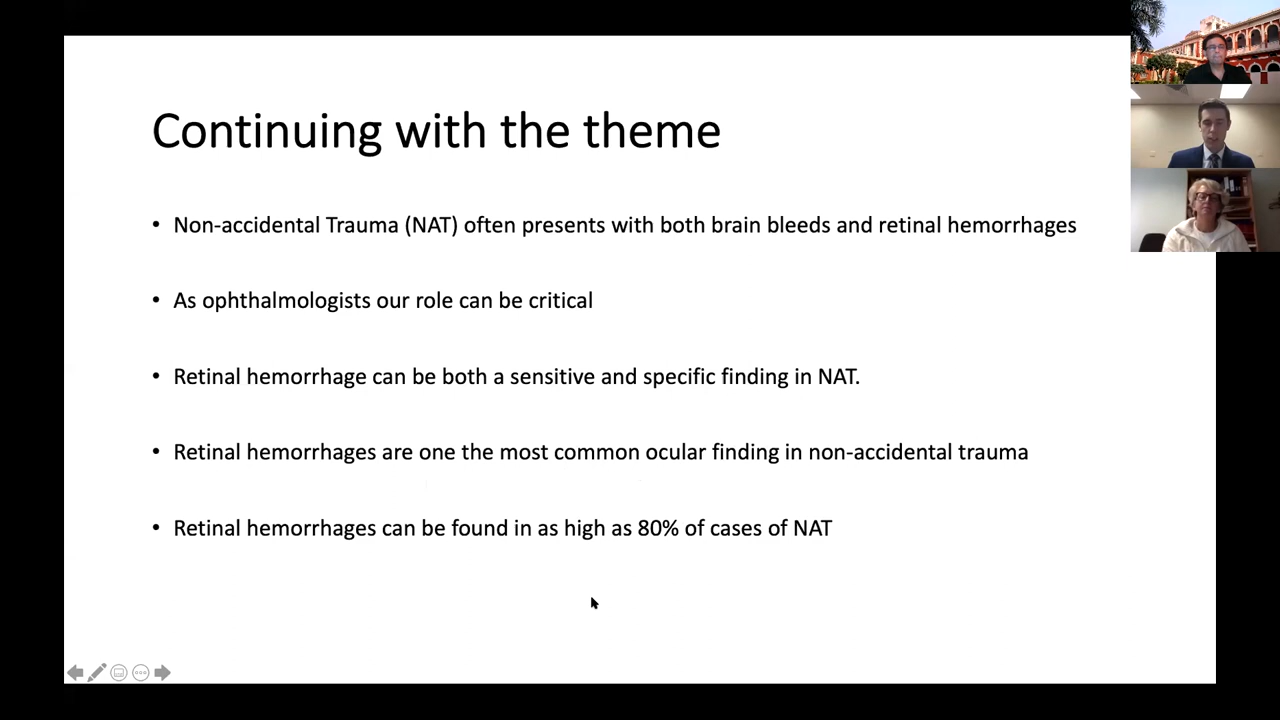 Continuing with the theme
• Non-accidental Trauma (NAT) often presents with both brain bleeds and retinal hemorrhages
• As ophthalmologists our role can be critical
• Retinal hemorrhage can be both a sensitive and specific finding in NAT.
• Retinal hemorrhages are one the most common ocular finding in non-accidental trauma
• Retinal hemorrhages can be found in as high as 80% of cases of NAT